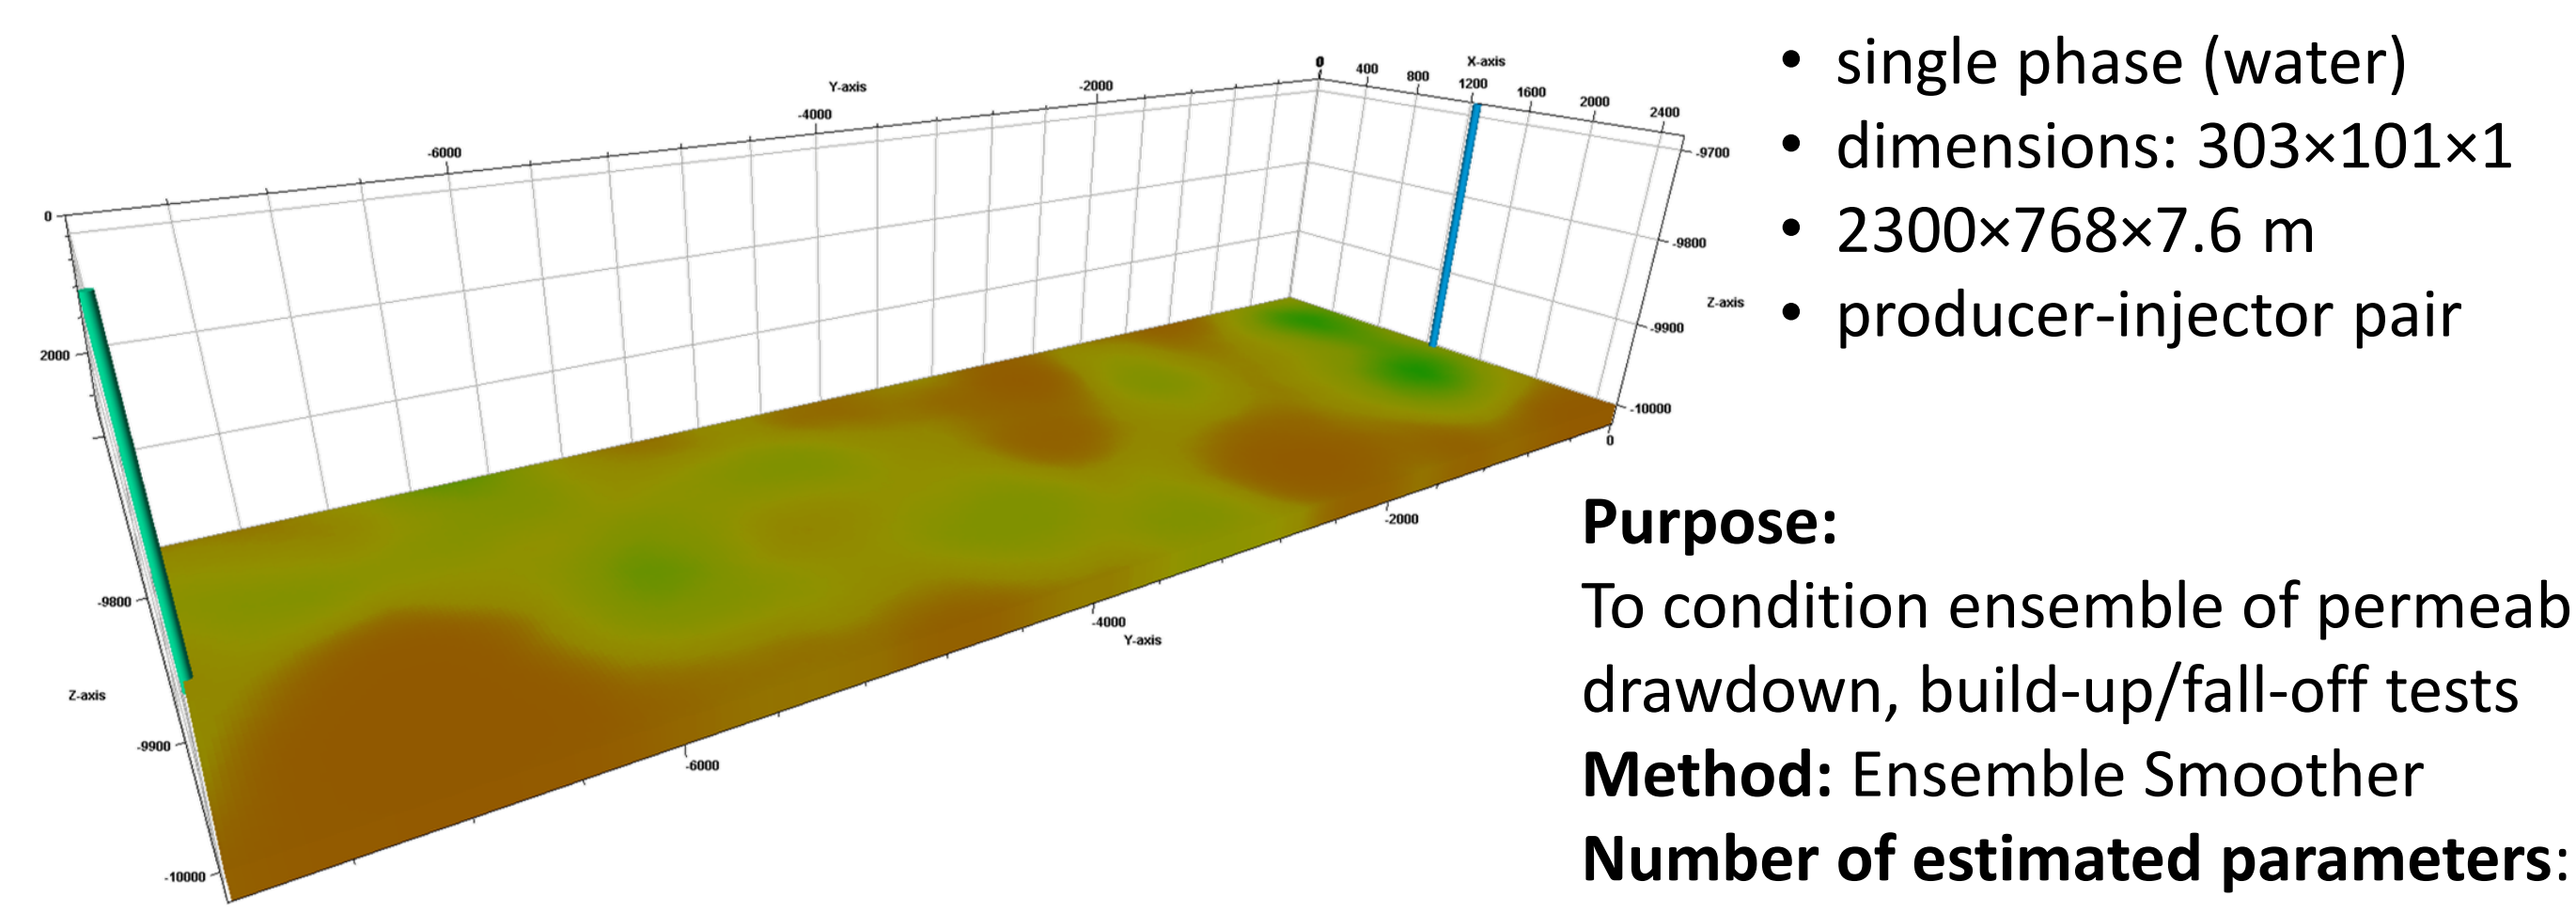 Y-axis
-6000
-4000
-2000
0
X-axis
0
400
800
1200
1600
2000
2400
-9700
-9800
Z-axis
-9900
-10000
0
2000
-9800
Z-axis
-9900
-10000
-6000
-4000
Y-axis
-2000
0
• single phase (water)
• dimensions: 303×101×1
• 2300×768×7.6 m
• producer-injector pair
Purpose:
To condition ensemble of permeab
drawdown, build-up/fall-off tests
Method: Ensemble Smoother
Number of estimated parameters: